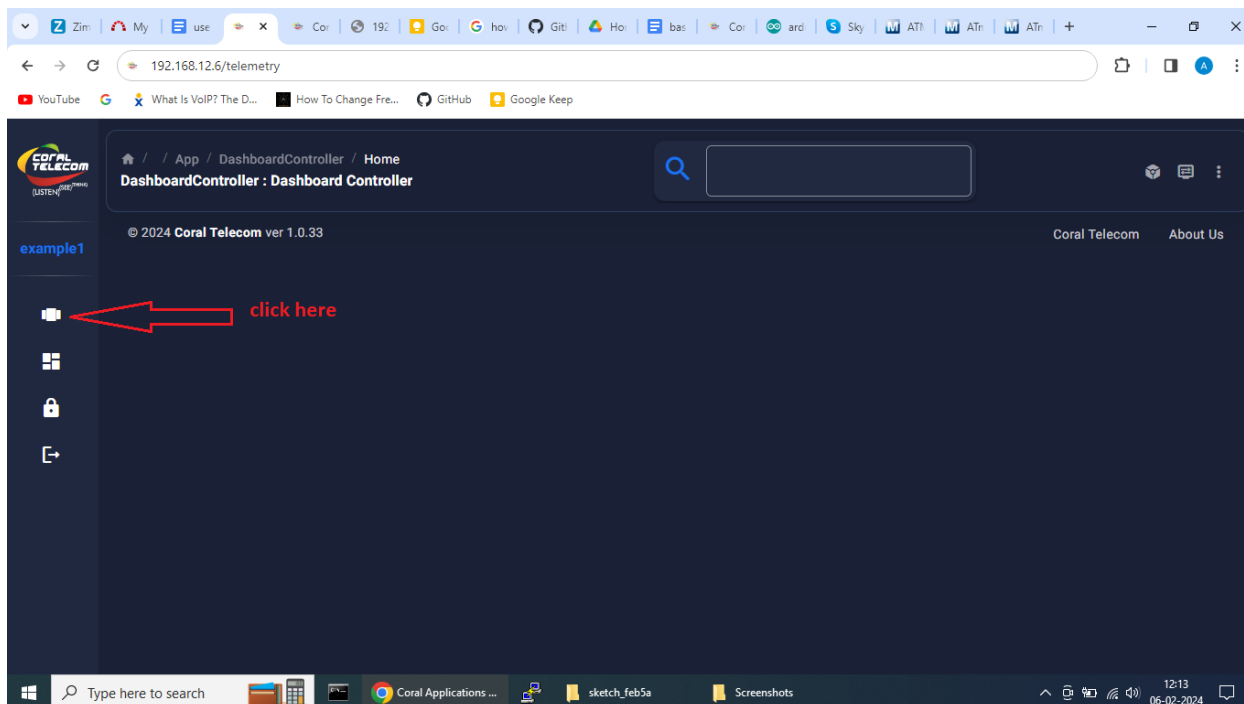 Zim
My
use
Cor
192
Goo
how
Gith
Hor
bas
Cor
ard
Sky
ATn
ATn
192.168.12.6/telemetry
A
YouTube
What Is VoIP? The D...
How To Change Fre...
GitHub
Google Keep
CORAL
TELECOM
/ / App / DashboardController / Home
DashboardController : Dashboard Controller
example1
© 2024 Coral Telecom ver 1.0.33
Coral Telecom
About Us
click here
Type here to search
Coral Applications ...
sketch_feb5a
Screenshots
12:13
06-02-2024